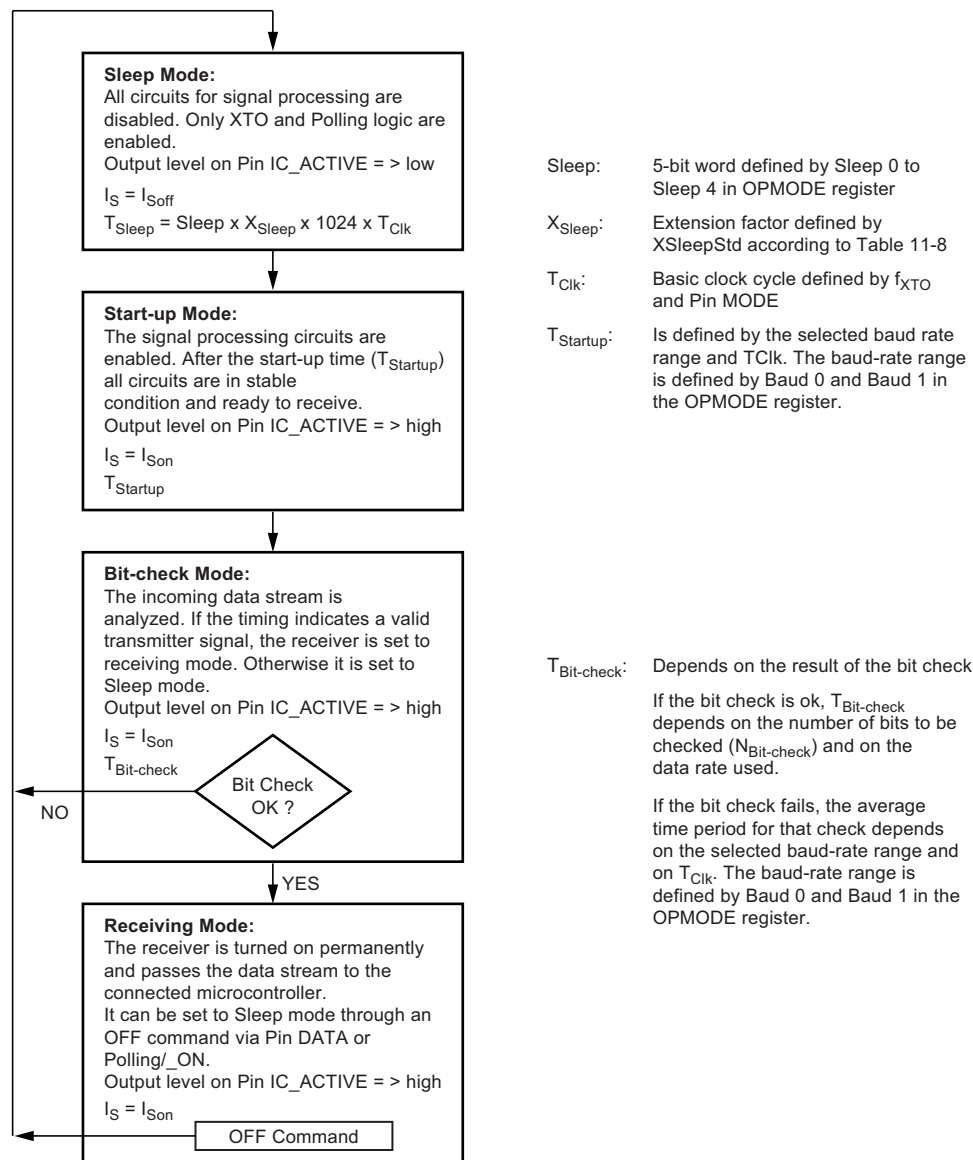 Sleep Mode:
All circuits for signal processing are
disabled. Only XTO and Polling logic are
enabled.
Output level on Pin IC_ACTIVE = > low
IS = ISoff
TSleep = Sleep x XSleep x 1024 x TClk
Sleep: 5-bit word defined by Sleep 0 to
Sleep 4 in OPMODE register
XSleep: Extension factor defined by
XSleepStd according to Table 11-8
TClk: Basic clock cycle defined by fXTO
and Pin MODE
TStartup: Is defined by the selected baud rate
range and TClk. The baud-rate range
is defined by Baud 0 and Baud 1 in
the OPMODE register.
Start-up Mode:
The signal processing circuits are
enabled. After the start-up time (TStartup)
all circuits are in stable
condition and ready to receive.
Output level on Pin IC_ACTIVE = > high
IS = ISon
TStartup
Bit-check Mode:
The incoming data stream is
analyzed. If the timing indicates a valid
transmitter signal, the receiver is set to
receiving mode. Otherwise it is set to
Sleep mode.
Output level on Pin IC_ACTIVE = > high
IS = ISon
TBit-check
Bit Check
OK ?
NO
YES
TBit-check: Depends on the result of the bit check
If the bit check is ok, TBit-check
depends on the number of bits to be
checked (NBit-check) and on the
data rate used.
If the bit check fails, the average
time period for that check depends
on the selected baud-rate range and
on TClk. The baud-rate range is
defined by Baud 0 and Baud 1 in the
OPMODE register.
Receiving Mode:
The receiver is turned on permanently
and passes the data stream to the
connected microcontroller.
It can be set to Sleep mode through an
OFF command via Pin DATA or
Polling/_ON.
Output level on Pin IC_ACTIVE = > high
IS = ISon
OFF Command